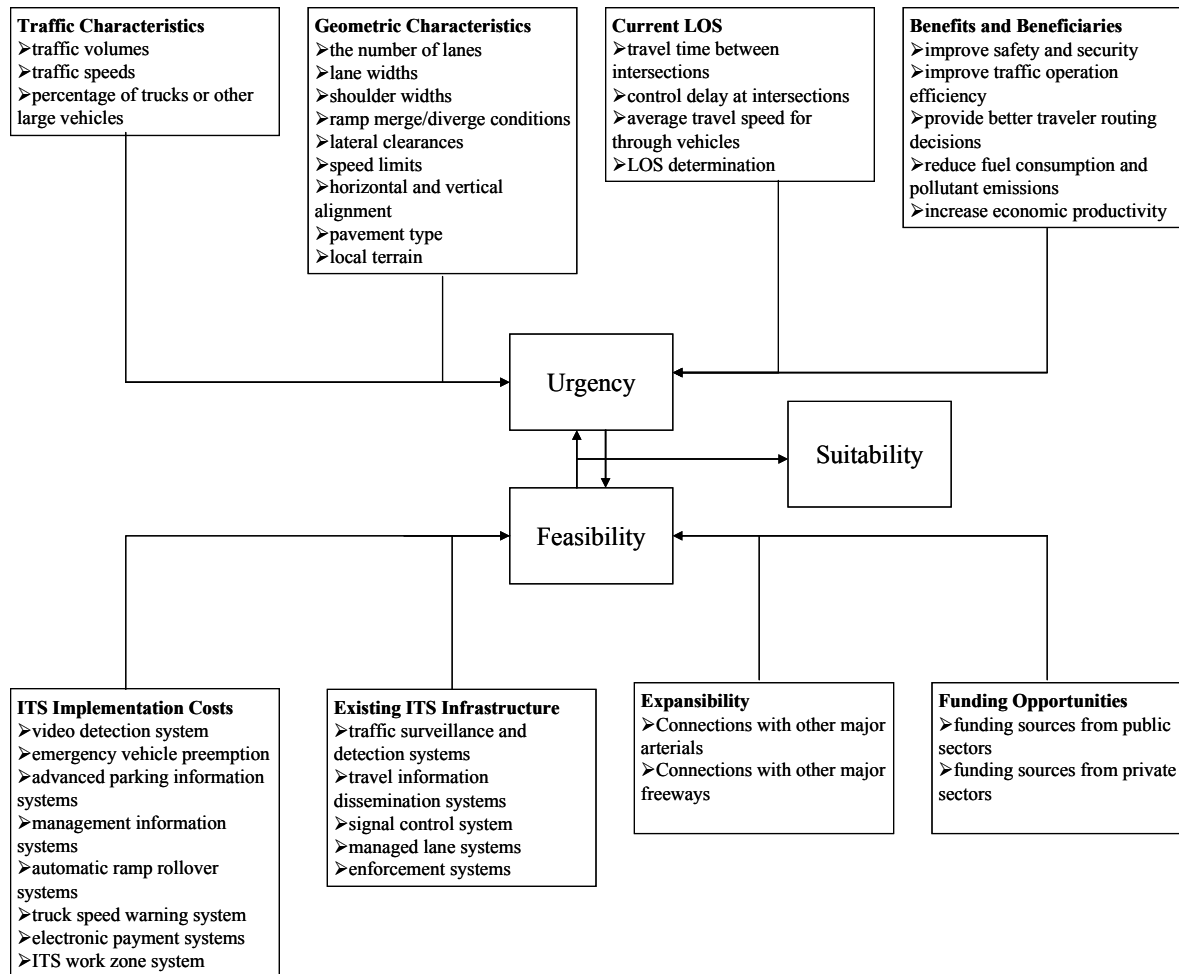 Traffic Characteristics
➢traffic volumes
➢traffic speeds
➢percentage of trucks or other
large vehicles
Geometric Characteristics
➢the number of lanes
➢lane widths
➢shoulder widths
➢ramp merge/diverge conditions
➢lateral clearances
➢speed limits
➢horizontal and vertical
alignment
➢pavement type
➢local terrain
Current LOS
➢travel time between
intersections
➢control delay at intersections
➢average travel speed for
through vehicles
➢LOS determination
Benefits and Beneficiaries
➢improve safety and security
➢improve traffic operation
efficiency
➢provide better traveler routing
decisions
➢reduce fuel consumption and
pollutant emissions
➢increase economic productivity
Urgency
Suitability
Feasibility
ITS Implementation Costs
➢video detection system
➢emergency vehicle preemption
➢advanced parking information
systems
➢management information
systems
➢automatic ramp rollover
systems
➢truck speed warning system
➢electronic payment systems
➢ITS work zone system
Existing ITS Infrastructure
➢traffic surveillance and
detection systems
➢travel information
dissemination systems
➢signal control system
➢managed lane systems
➢enforcement systems
Expansibility
➢Connections with other major
arterials
➢Connections with other major
freeways
Funding Opportunities
➢funding sources from public
sectors
➢funding sources from private
sectors